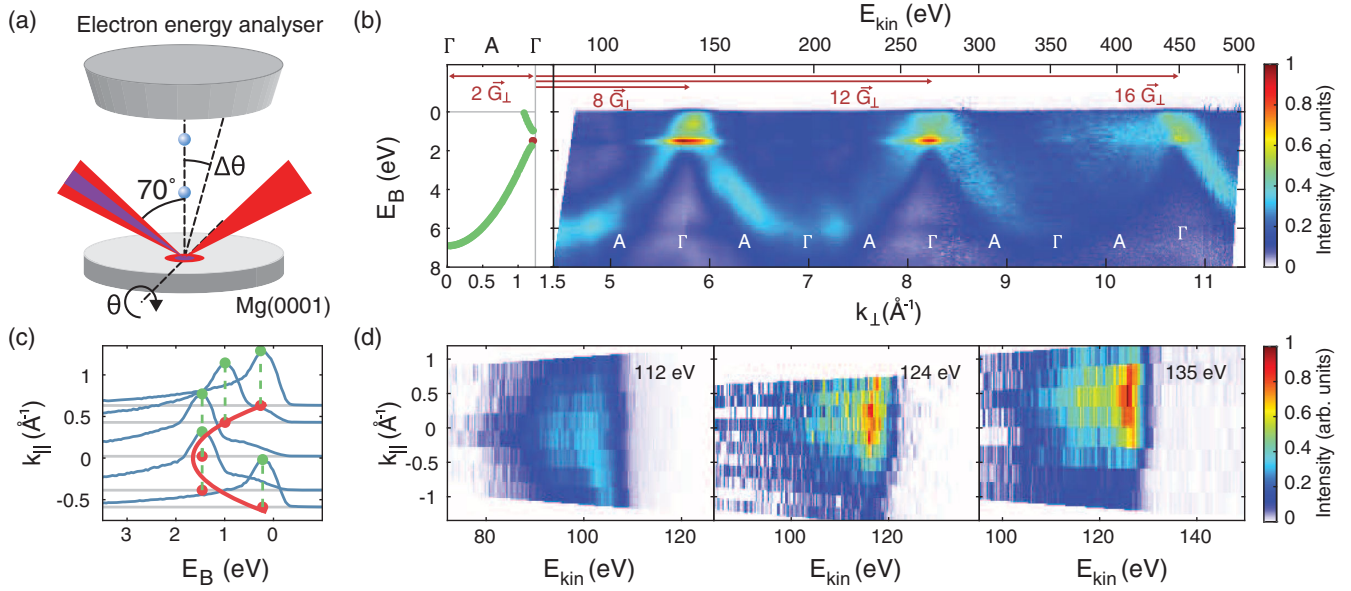 (a)
Electron energy analyser
Δθ
70°
θ
Mg(0001)
(b)
E_kin (eV)
Γ A Γ
100 150 200 250 300 350 400 450 500
2 G⃗⊥
8 G⃗⊥
12 G⃗⊥
16 G⃗⊥
0
2
4
6
8
E_B (eV)
A Γ A Γ A Γ A Γ A Γ
0 0.5 1 1.5 5 6 7 8 9 10 11
k⊥(Å⁻¹)
1
0.8
0.6
0.4
0.2
0
Intensity (arb. units)
(c)
1
0.5
0
-0.5
k|| (Å⁻¹)
3 2 1 0
E_B (eV)
(d)
1
0.5
0
-0.5
-1
k|| (Å⁻¹)
112 eV
124 eV
135 eV
80 100 120
100 120
100 120 140
E_kin (eV)
E_kin (eV)
E_kin (eV)
1
0.8
0.6
0.4
0.2
0
Intensity (arb. units)